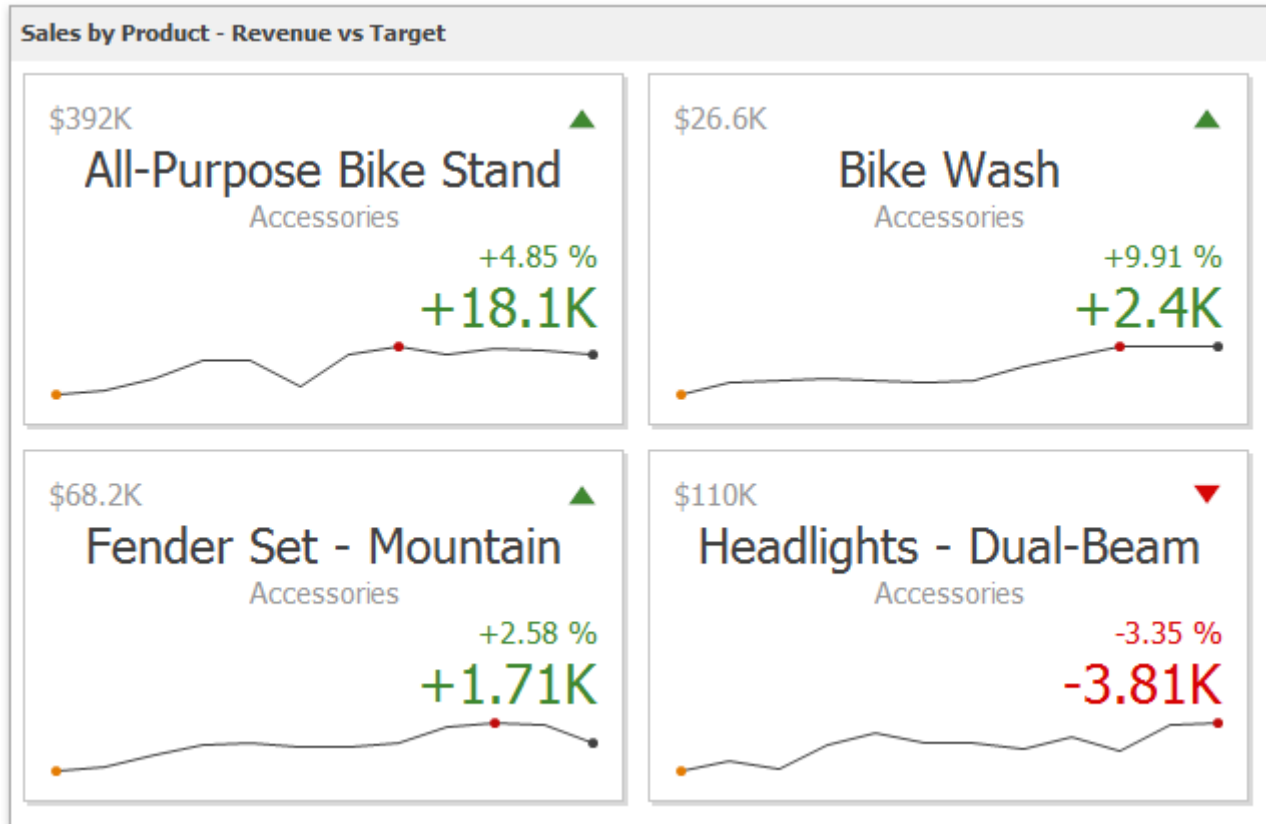 Sales by Product - Revenue vs Target
$392K
All-Purpose Bike Stand
Accessories
+4.85 %
+18.1K
$26.6K
Bike Wash
Accessories
+9.91 %
+2.4K
$68.2K
Fender Set - Mountain
Accessories
+2.58 %
+1.71K
$110K
Headlights - Dual-Beam
Accessories
-3.35 %
-3.81K